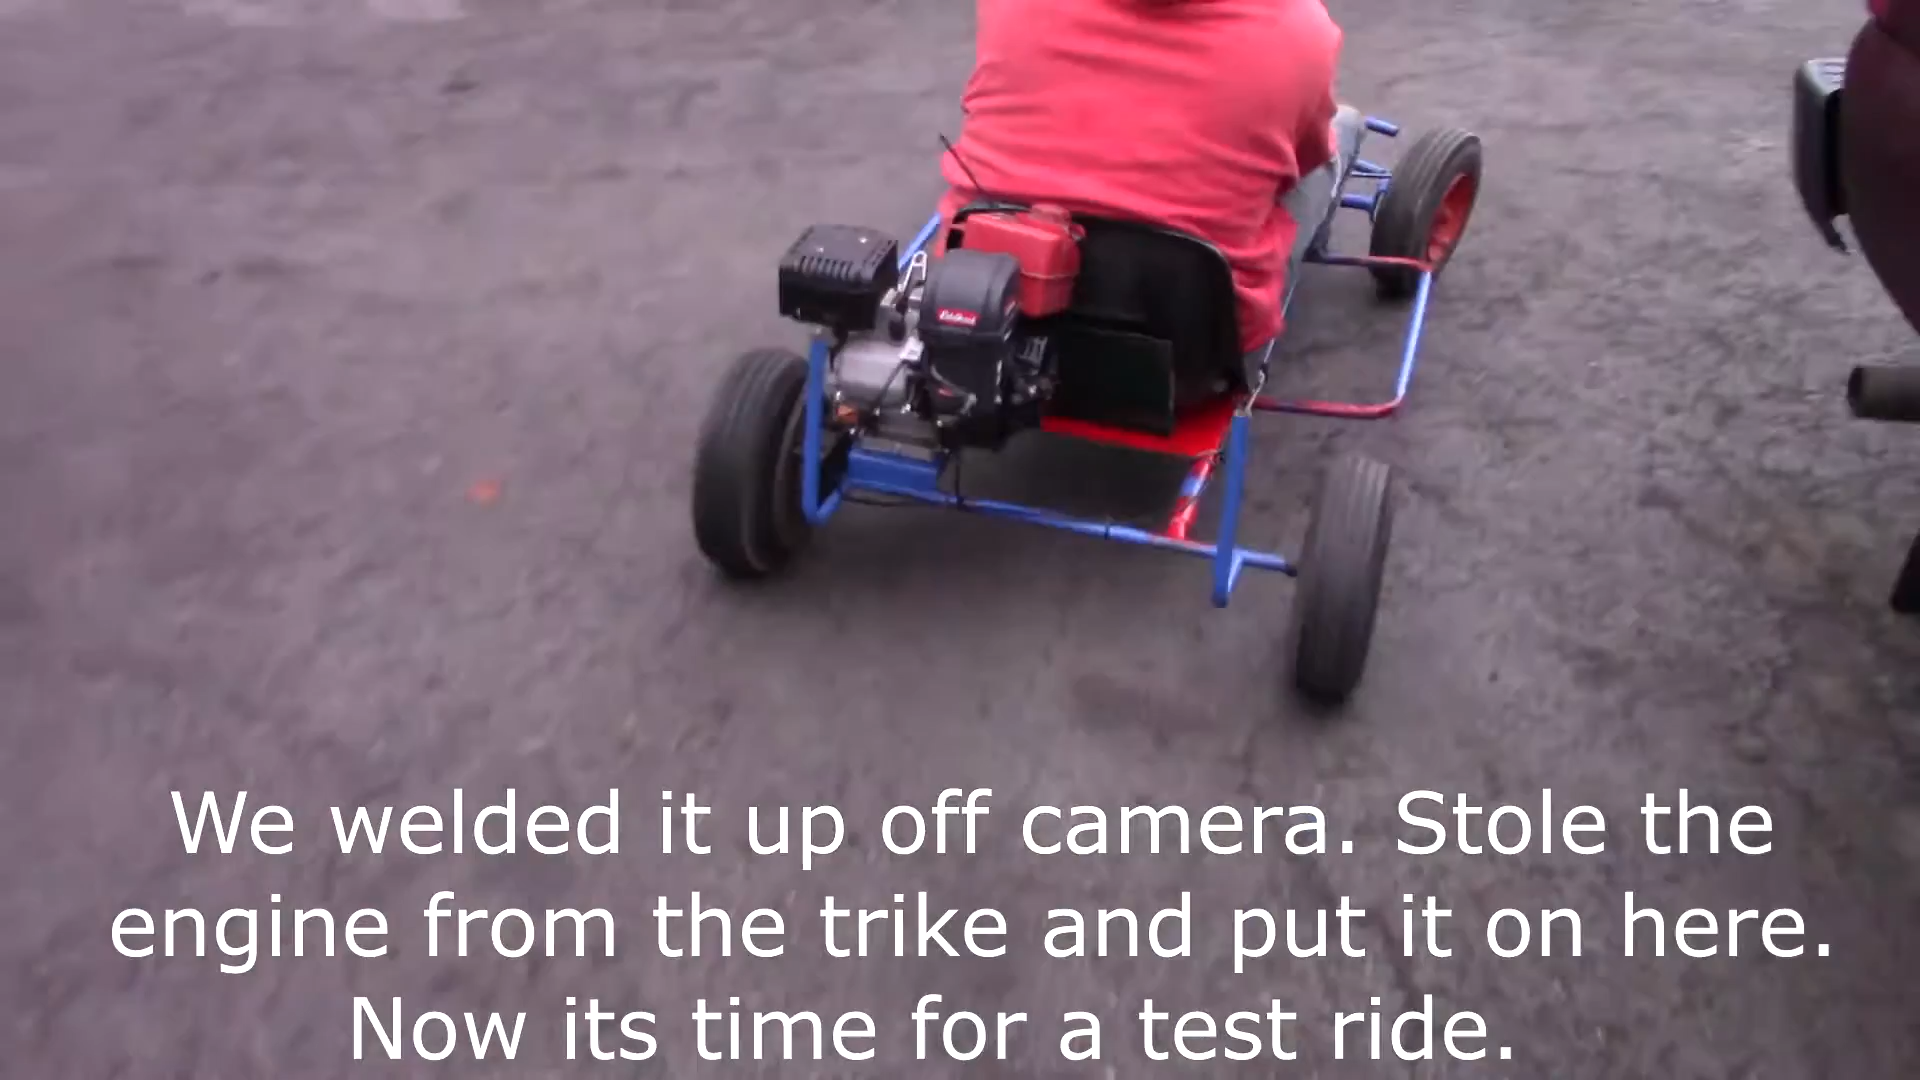 We welded it up off camera. Stole the
engine from the trike and put it on here.
Now its time for a test ride.